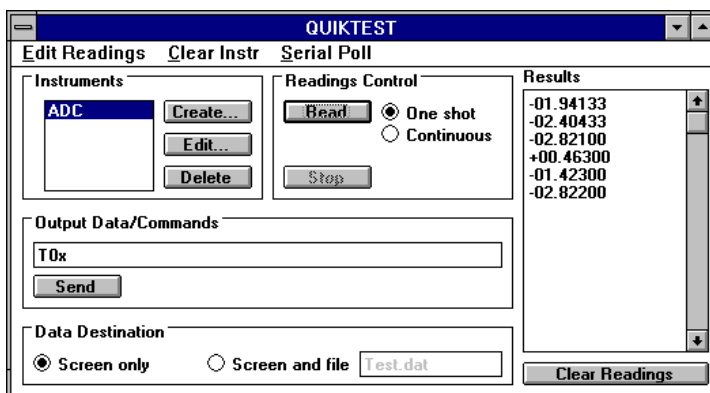 QUIKTEST
Edit Readings Clear Instr Serial Poll
Instruments
ADC
Create...
Edit...
Delete
Readings Control
Read
One shot
Continuous
Stop
Results
-01.94133
-02.40433
-02.82100
+00.46300
-01.42300
-02.82200
Output Data/Commands
T0x
Send
Data Destination
Screen only
Screen and file
Test.dat
Clear Readings